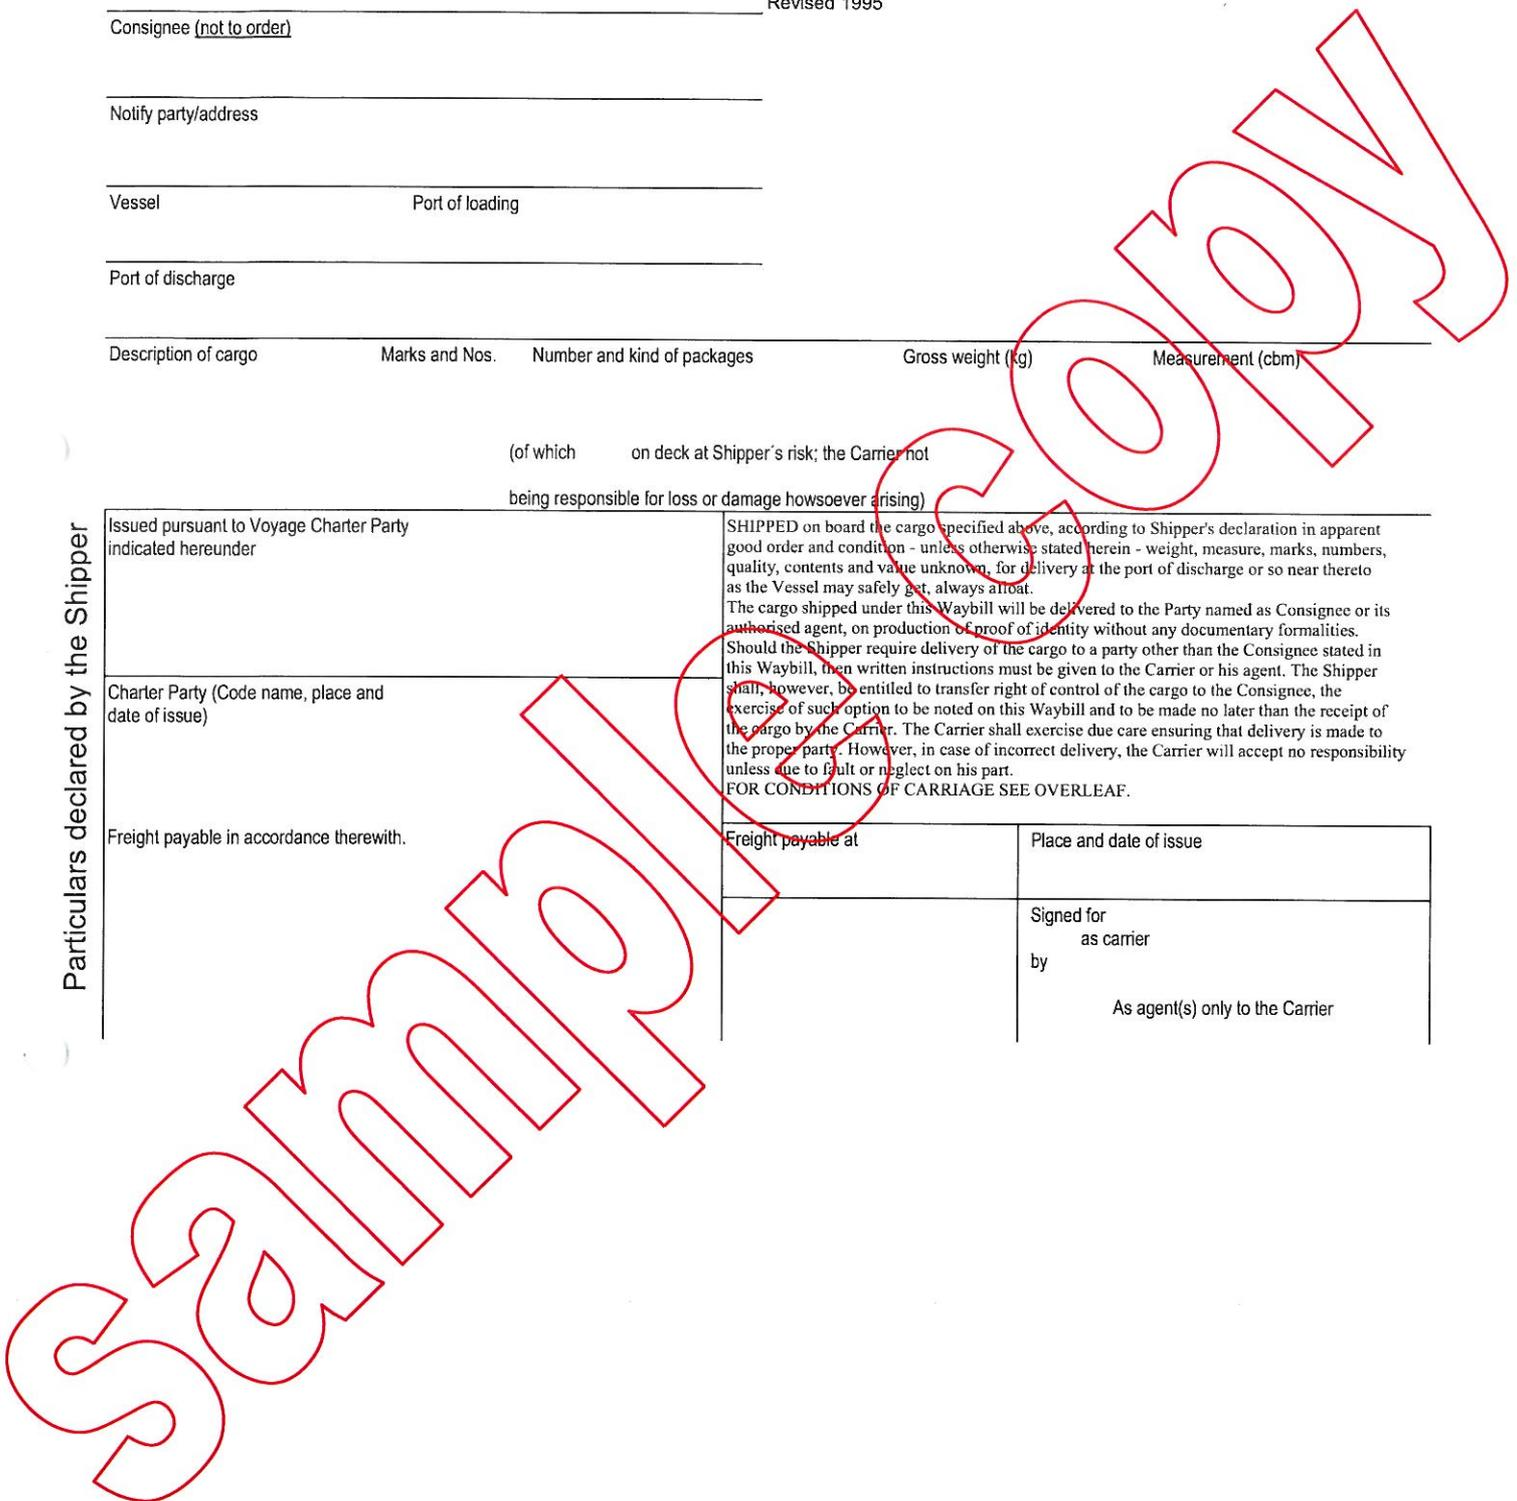 Revised 1995
Consignee (not to order)
Notify party/address
Vessel Port of loading
Port of discharge
Description of cargo Marks and Nos. Number and kind of packages Gross weight (kg) Measurement (cbm)
(of which on deck at Shipper´s risk; the Carrier not
being responsible for loss or damage howsoever arising)
Particulars declared by the Shipper
Issued pursuant to Voyage Charter Party
indicated hereunder
Charter Party (Code name, place and
date of issue)
Freight payable in accordance therewith.
SHIPPED on board the cargo specified above, according to Shipper's declaration in apparent
good order and condition - unless otherwise stated herein - weight, measure, marks, numbers,
quality, contents and value unknown, for delivery at the port of discharge or so near thereto
as the Vessel may safely get, always afloat.
The cargo shipped under this Waybill will be delivered to the Party named as Consignee or its
authorised agent, on production of proof of identity without any documentary formalities.
Should the Shipper require delivery of the cargo to a party other than the Consignee stated in
this Waybill, then written instructions must be given to the Carrier or his agent. The Shipper
shall, however, be entitled to transfer right of control of the cargo to the Consignee, the
exercise of such option to be noted on this Waybill and to be made no later than the receipt of
the cargo by the Carrier. The Carrier shall exercise due care ensuring that delivery is made to
the proper party. However, in case of incorrect delivery, the Carrier will accept no responsibility
unless due to fault or neglect on his part.
FOR CONDITIONS OF CARRIAGE SEE OVERLEAF.
Freight payable at
Place and date of issue
Signed for
as carrier
by
As agent(s) only to the Carrier
Sample copy